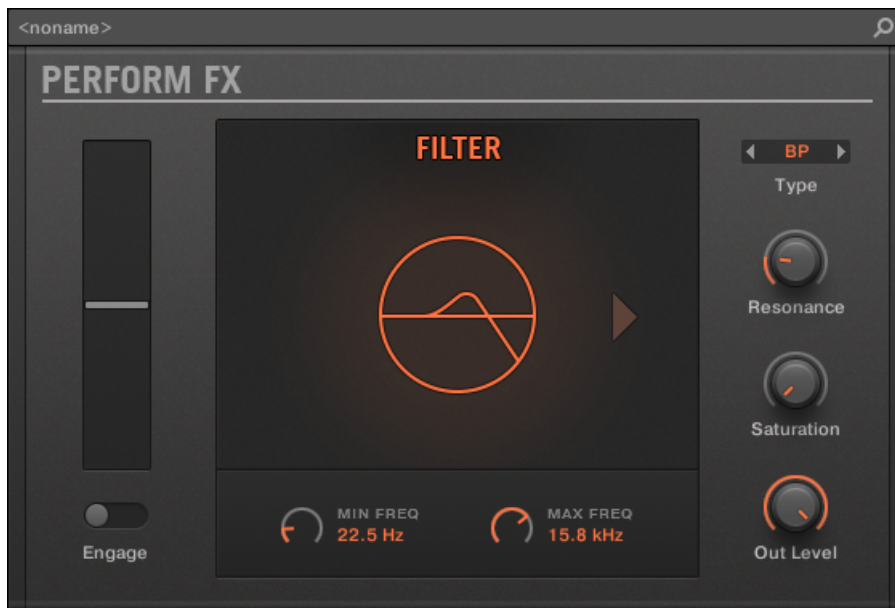 <noname>
PERFORM FX
FILTER
BP
Type
Resonance
Saturation
Out Level
MIN FREQ
22.5 Hz
MAX FREQ
15.8 kHz
Engage